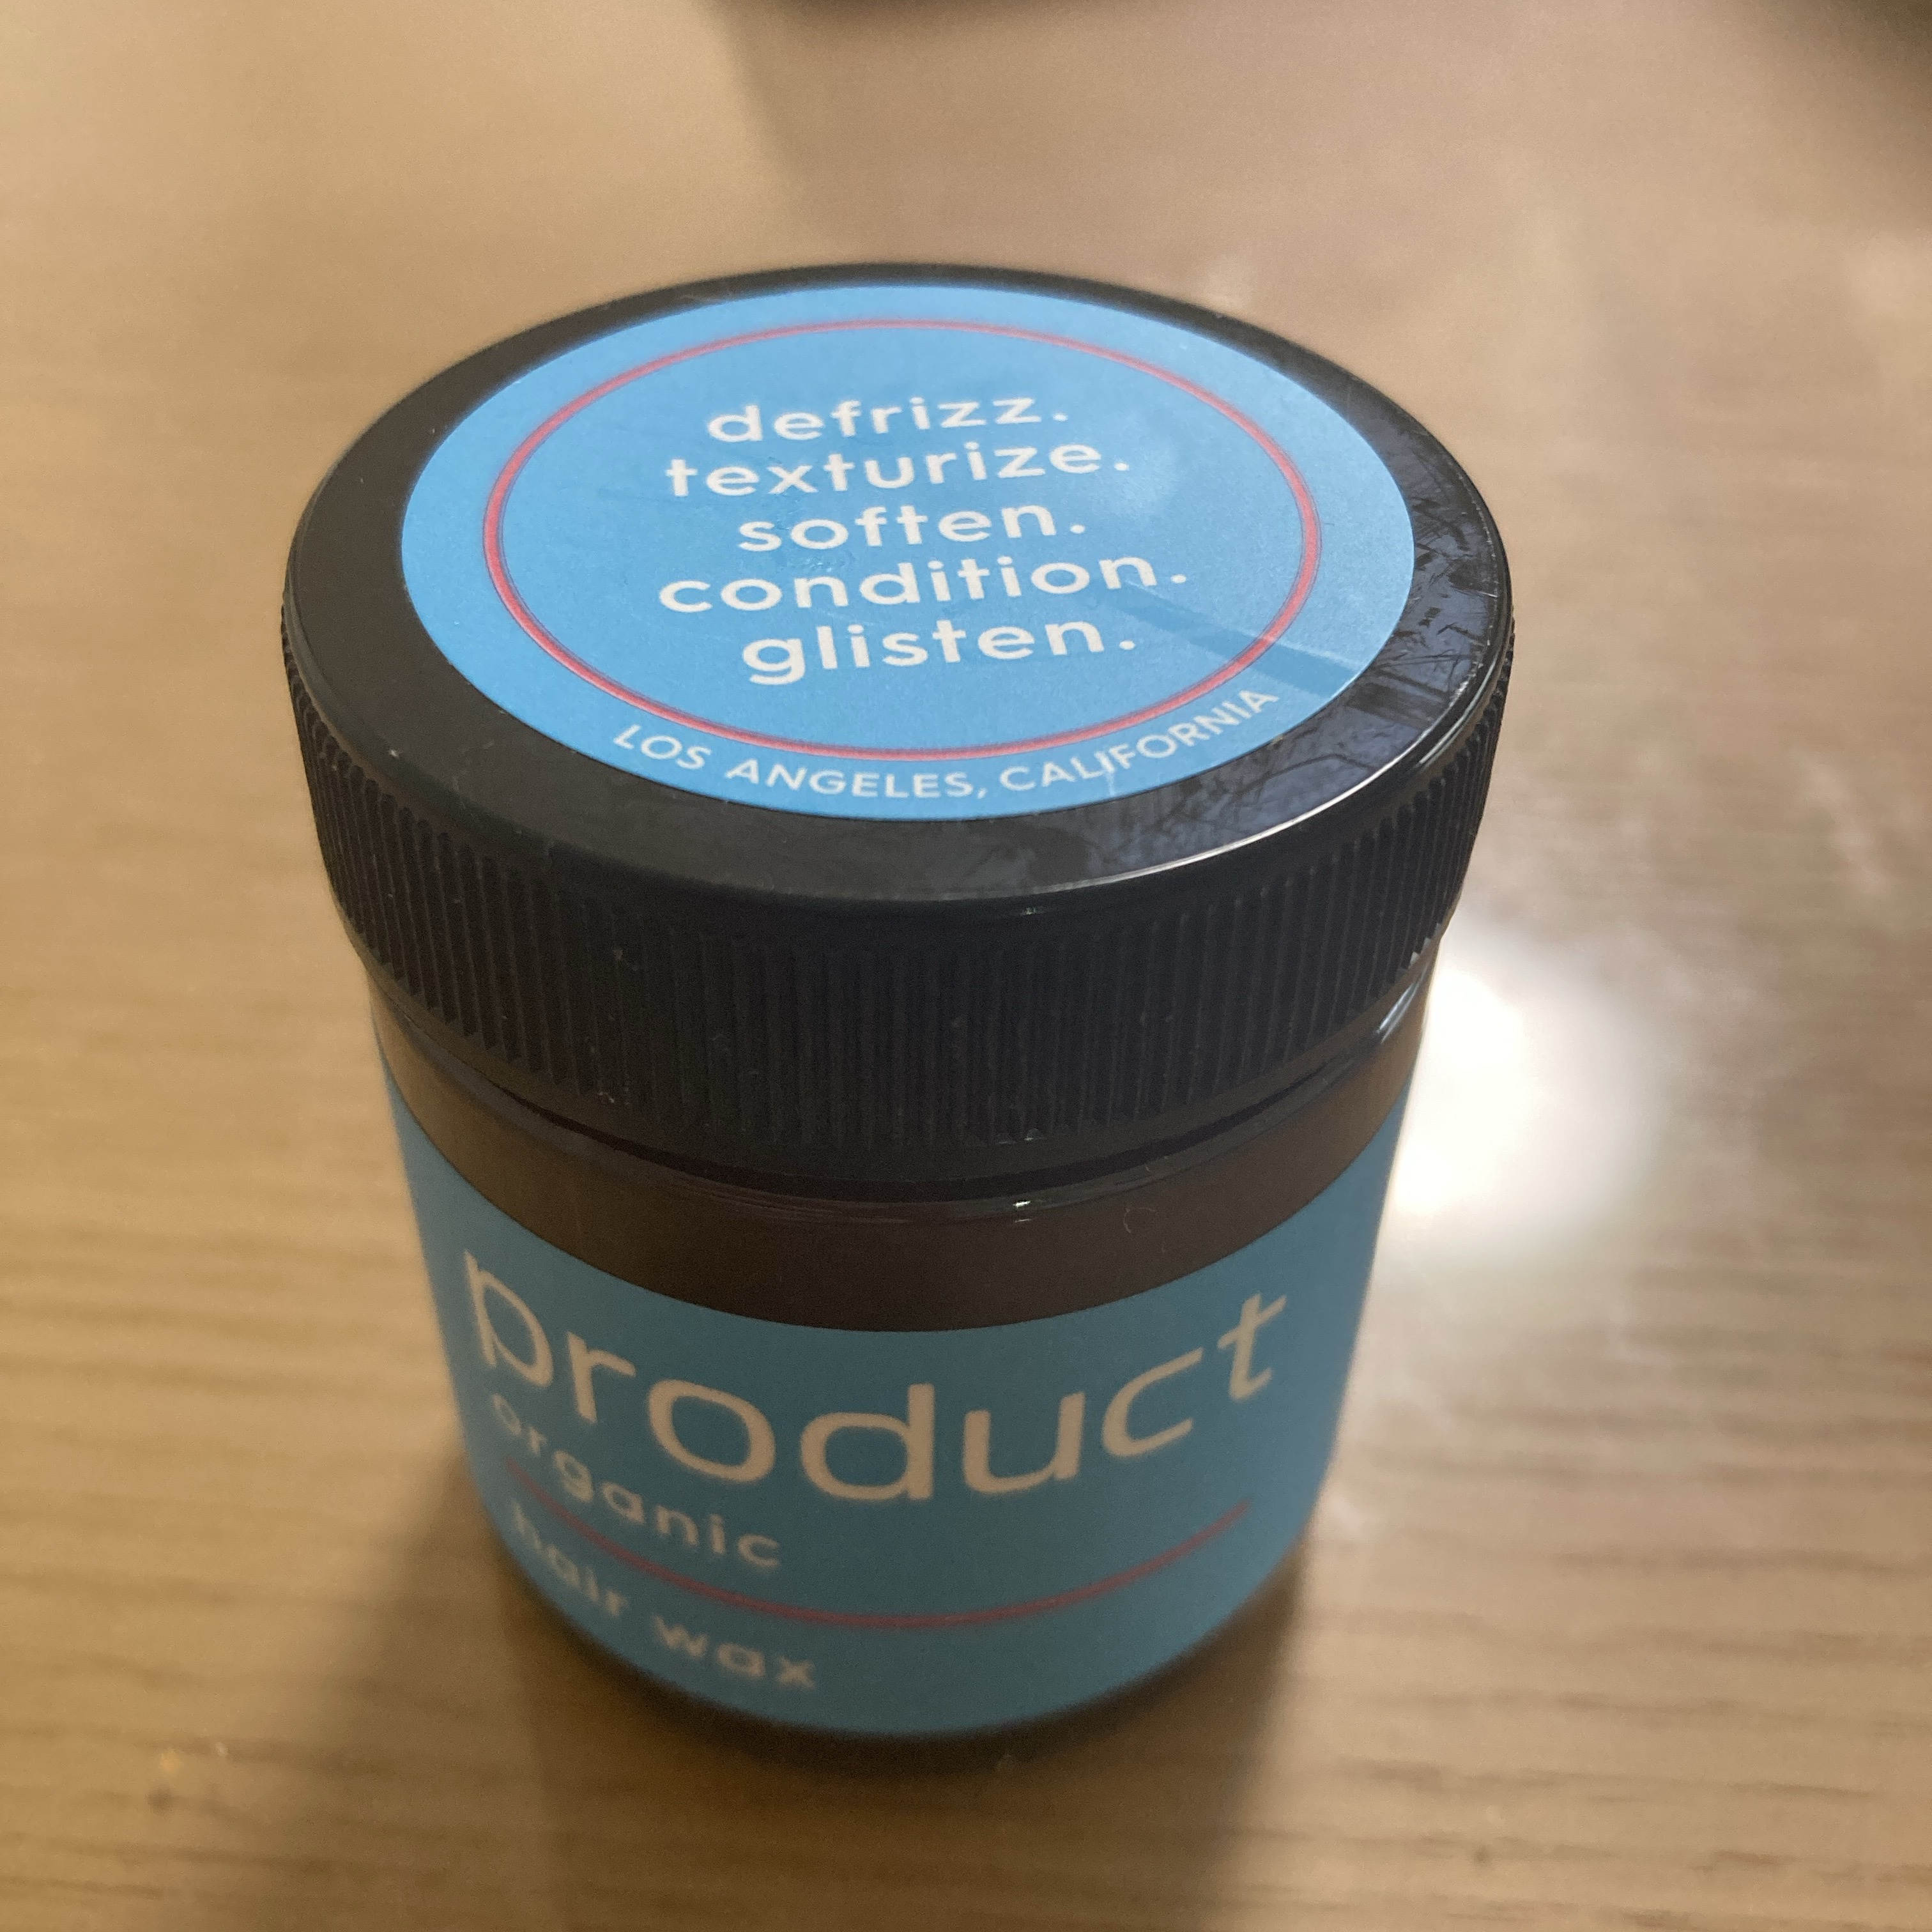 defrizz.
texturize.
soften.
condition.
glisten.
LOS ANGELES, CALIFORNIA
product
organic
hair wax